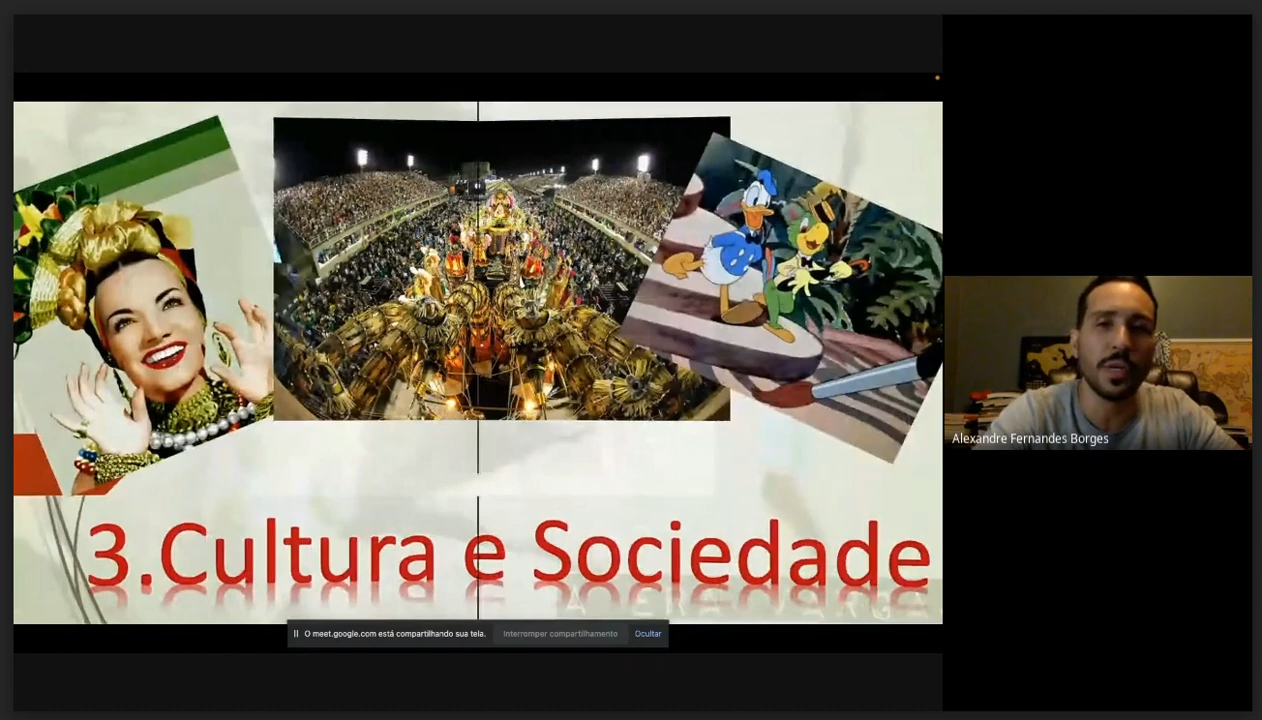 3.Cultura e Sociedade
O meet.google.com está compartilhando sua tela.
Interromper compartilhamento
Ocultar
Alexandre Fernandes Borges